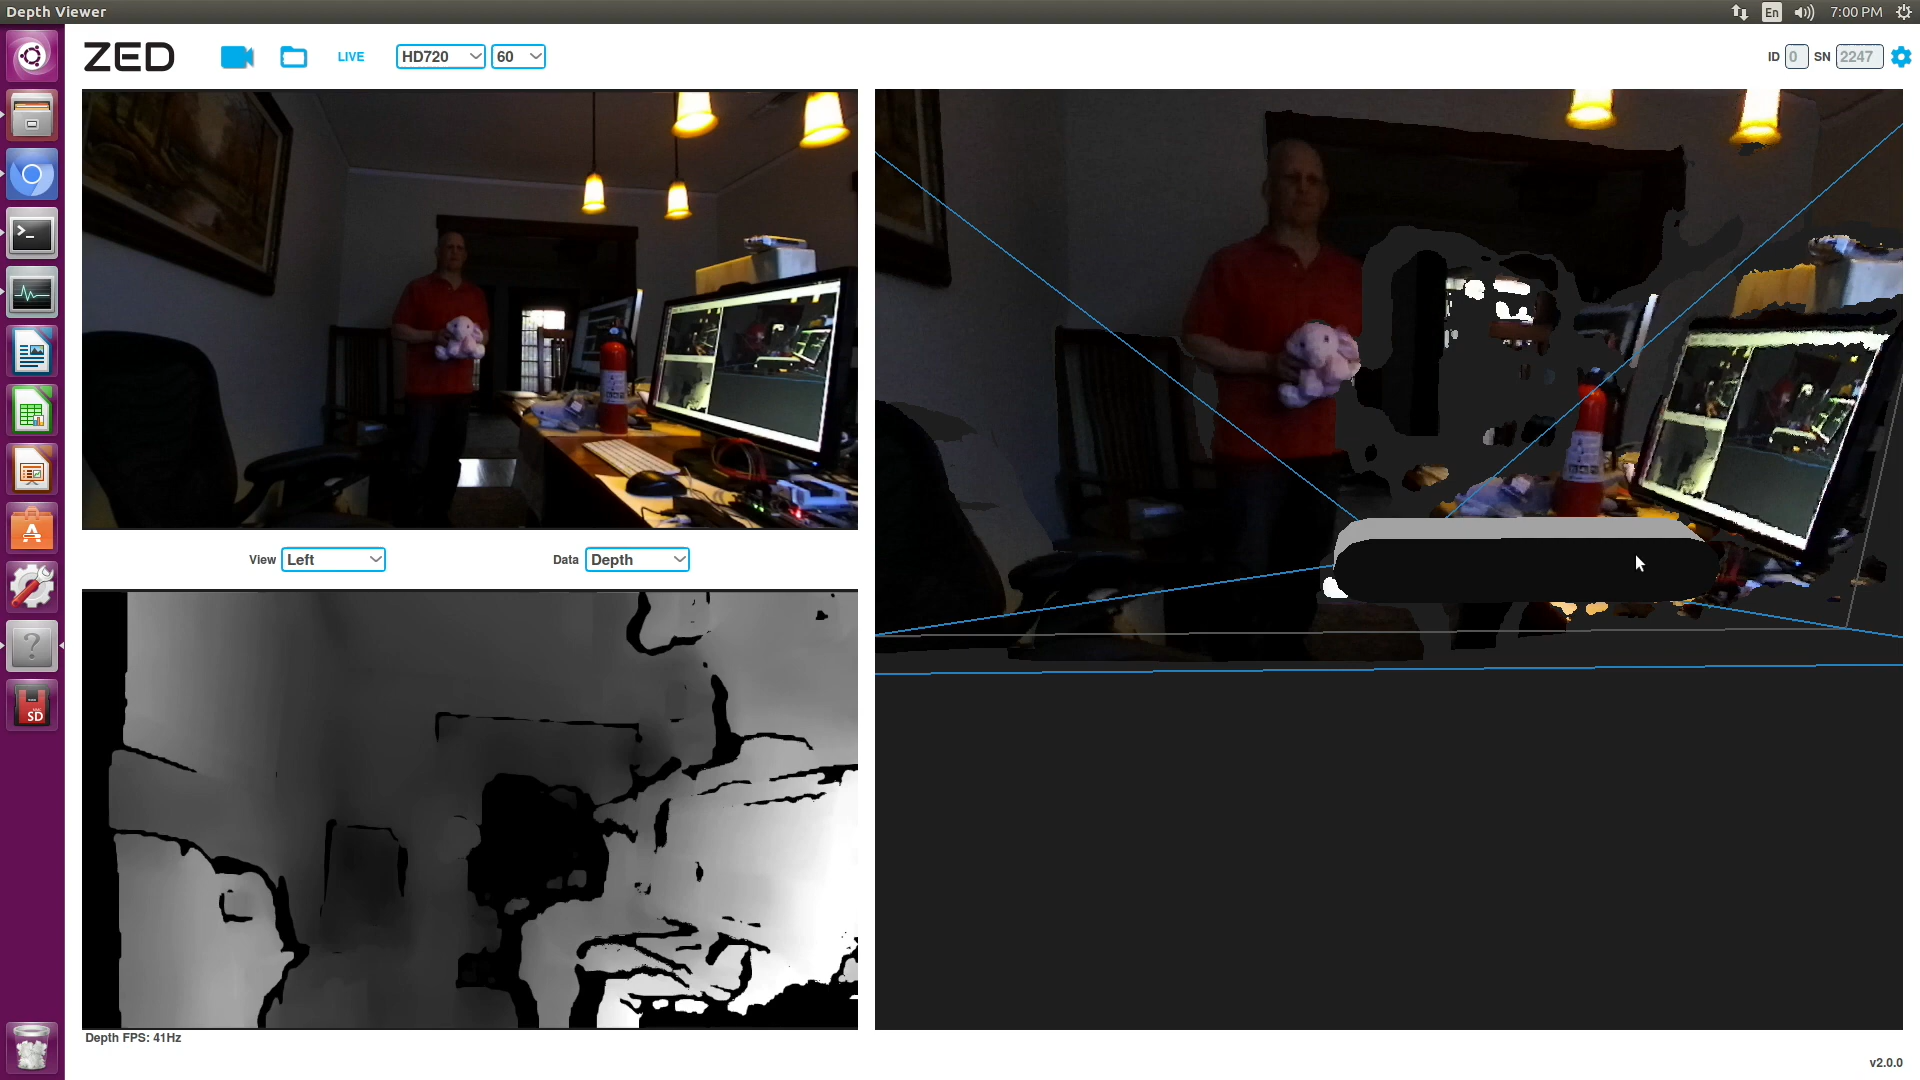 Depth Viewer
En
7:00 PM
ZED
LIVE
HD720
60
ID 0 SN 2247
View Left
Data Depth
Depth FPS: 41Hz
v2.0.0
SD